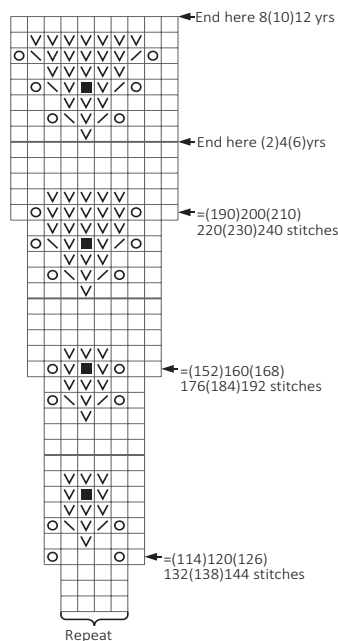 End here 8(10)12 yrs
End here (2)4(6)yrs
=(190)200(210)
220(230)240 stitches
=(152)160(168)
176(184)192 stitches
=(114)120(126)
132(138)144 stitches
Repeat